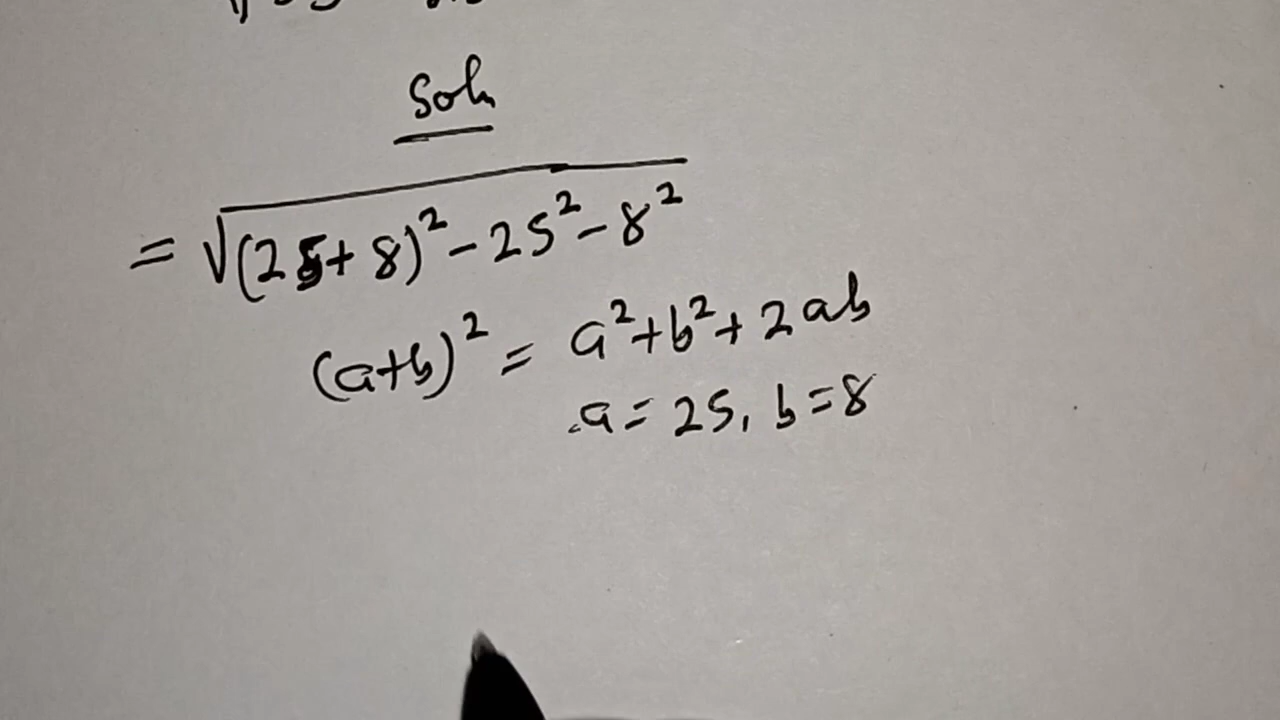 Soln
= √(25+8)² - 25² - 8²
(a+b)² = a² + b² + 2ab
a = 25, b = 8